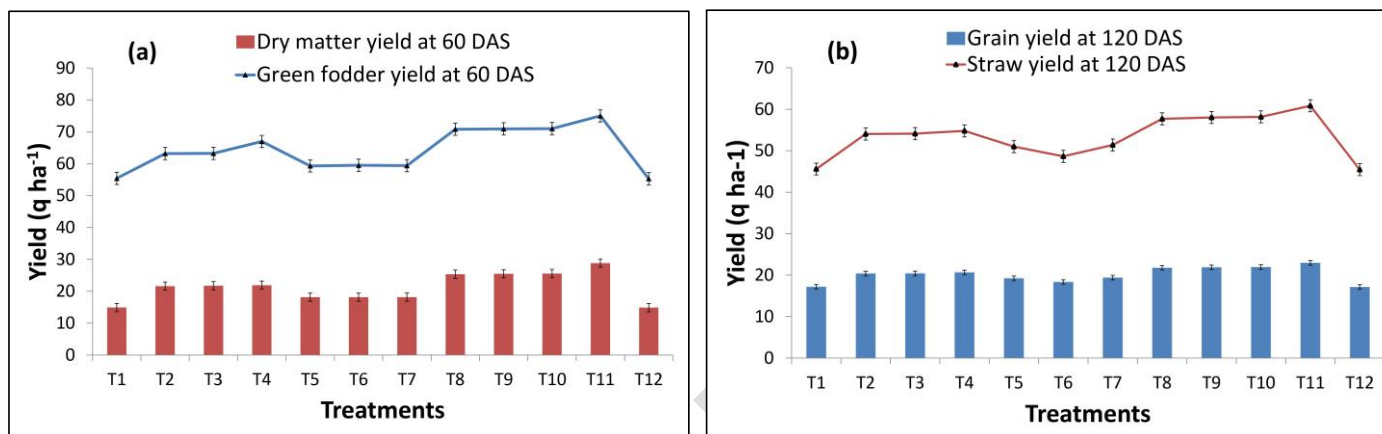 (a)
Dry matter yield at 60 DAS
Green fodder yield at 60 DAS
Yield (q ha⁻¹)
90
80
70
60
50
40
30
20
10
0
T1 T2 T3 T4 T5 T6 T7 T8 T9 T10 T11 T12
Treatments
(b)
Grain yield at 120 DAS
Straw yield at 120 DAS
Yield (q ha-1)
70
60
50
40
30
20
10
0
T1 T2 T3 T4 T5 T6 T7 T8 T9 T10 T11 T12
Treatments